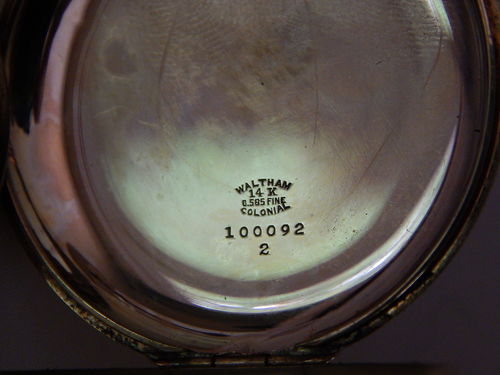 WALTHAM
14 K
0.585 FINE
COLONIAL
100092
2